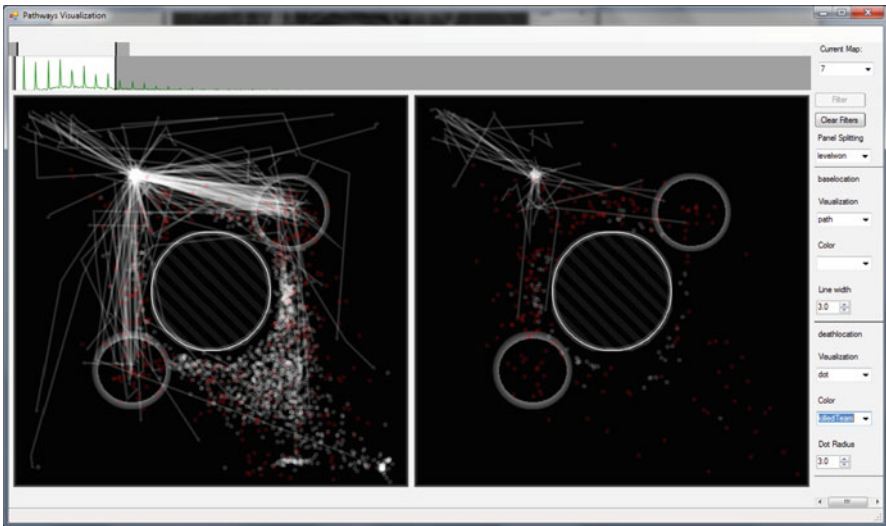 Pathways Visualization
Current Map:
7
Filter
Clear Filters
Panel Splitting
levelwon
baselocation
Visualization
path
Color
Line width
3.0
deathlocation
Visualization
dot
Color
killedTeam
Dot Radius
3.0